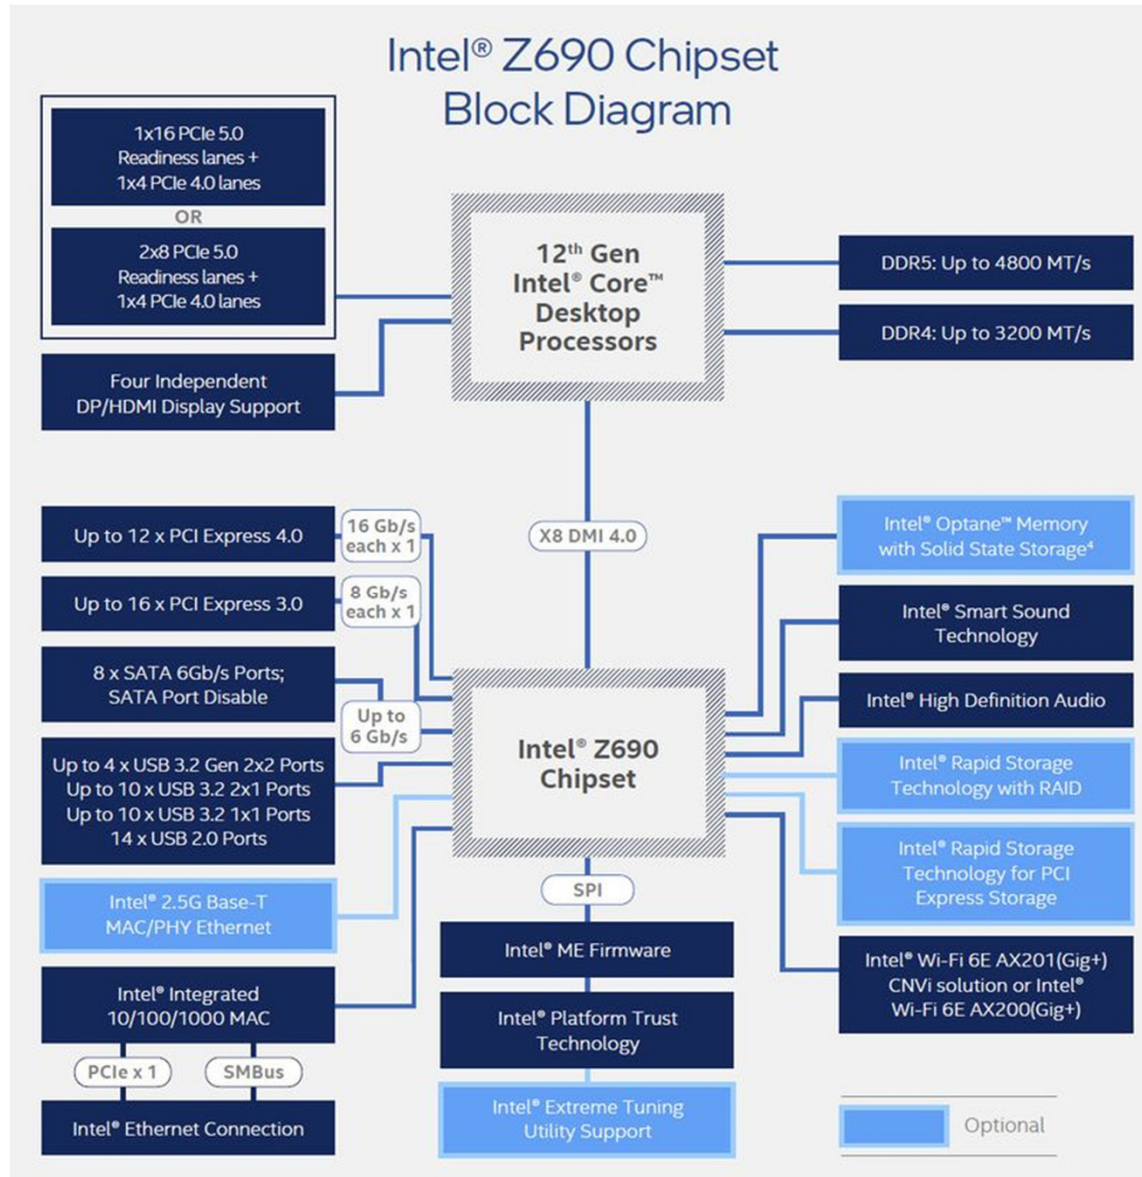 Intel® Z690 Chipset
Block Diagram
1x16 PCIe 5.0
Readiness lanes +
1x4 PCIe 4.0 lanes
OR
2x8 PCIe 5.0
Readiness lanes +
1x4 PCIe 4.0 lanes
Four Independent
DP/HDMI Display Support
12th Gen
Intel® Core™
Desktop
Processors
DDR5: Up to 4800 MT/s
DDR4: Up to 3200 MT/s
X8 DMI 4.0
Up to 12 x PCI Express 4.0
16 Gb/s
each x 1
Up to 16 x PCI Express 3.0
8 Gb/s
each x 1
8 x SATA 6Gb/s Ports;
SATA Port Disable
Up to
6 Gb/s
Up to 4 x USB 3.2 Gen 2x2 Ports
Up to 10 x USB 3.2 2x1 Ports
Up to 10 x USB 3.2 1x1 Ports
14 x USB 2.0 Ports
Intel® 2.5G Base-T
MAC/PHY Ethernet
Intel® Integrated
10/100/1000 MAC
PCIe x 1
SMBus
Intel® Ethernet Connection
Intel® Z690
Chipset
SPI
Intel® ME Firmware
Intel® Platform Trust
Technology
Intel® Extreme Tuning
Utility Support
Intel® Optane™ Memory
with Solid State Storage⁴
Intel® Smart Sound
Technology
Intel® High Definition Audio
Intel® Rapid Storage
Technology with RAID
Intel® Rapid Storage
Technology for PCI
Express Storage
Intel® Wi-Fi 6E AX201(Gig+)
CNVi solution or Intel®
Wi-Fi 6E AX200(Gig+)
Optional